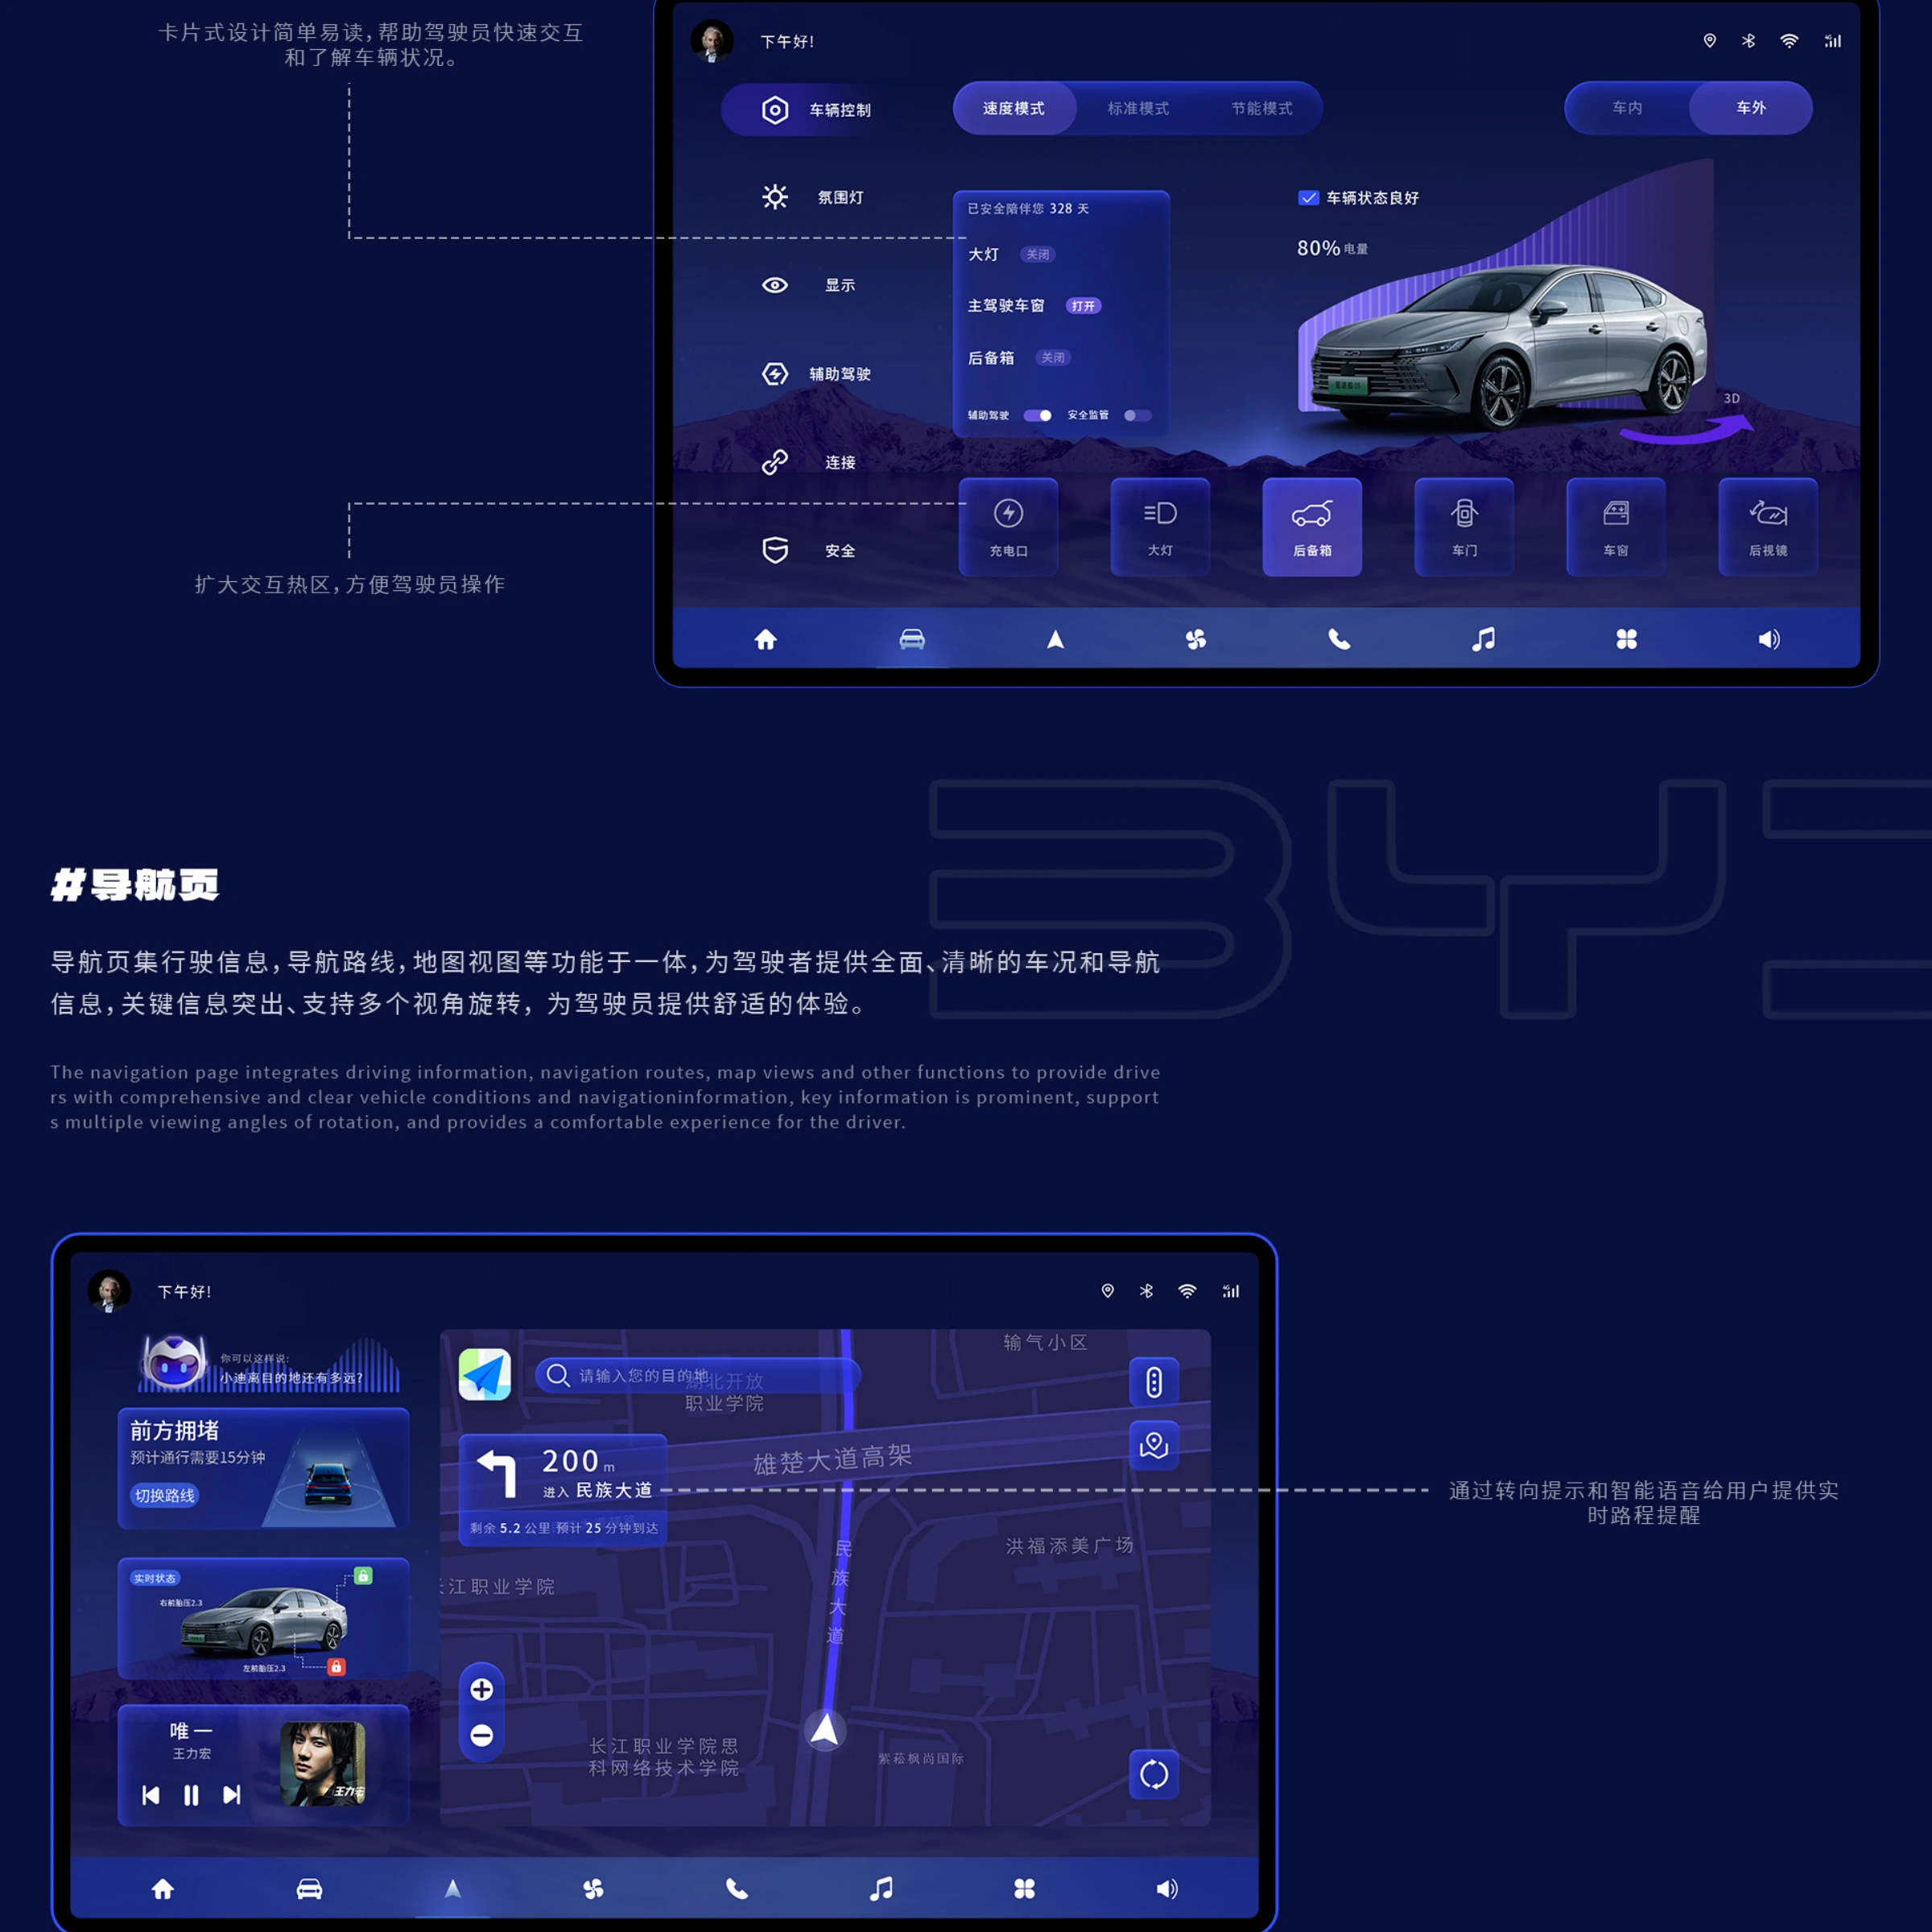 卡片式设计简单易读,帮助驾驶员快速交互
和了解车辆状况。
下午好!
车辆控制
速度模式
标准模式
节能模式
车内
车外
氛围灯
显示
辅助驾驶
连接
安全
已安全陪伴您 328 天
大灯 关闭
主驾驶车窗 打开
后备箱 关闭
辅助驾驶
安全监管
车辆状态良好
80% 电量
3D
扩大交互热区,方便驾驶员操作
充电口
大灯
后备箱
车门
车窗
后视镜
BYD
#导航页
导航页集行驶信息,导航路线,地图视图等功能于一体,为驾驶者提供全面、清晰的车况和导航
信息,关键信息突出、支持多个视角旋转,为驾驶员提供舒适的体验。
The navigation page integrates driving information, navigation routes, map views and other functions to provide drive
rs with comprehensive and clear vehicle conditions and navigationinformation, key information is prominent, support
s multiple viewing angles of rotation, and provides a comfortable experience for the driver.
下午好!
你可以这样说:
小迪离目的地还有多远?
前方拥堵
预计通行需要15分钟
切换路线
实时状态
右前胎压2.3
左前胎压2.3
唯一
王力宏
王力宏
请输入您的目的地
湖北开放
职业学院
输气小区
200 m
进入 民族大道
剩余 5.2 公里 预计 25 分钟到达
雄楚大道高架
民
族
大
道
洪福添美广场
江职业学院
长江职业学院思
科网络技术学院
紫菘枫尚国际
通过转向提示和智能语音给用户提供实
时路程提醒